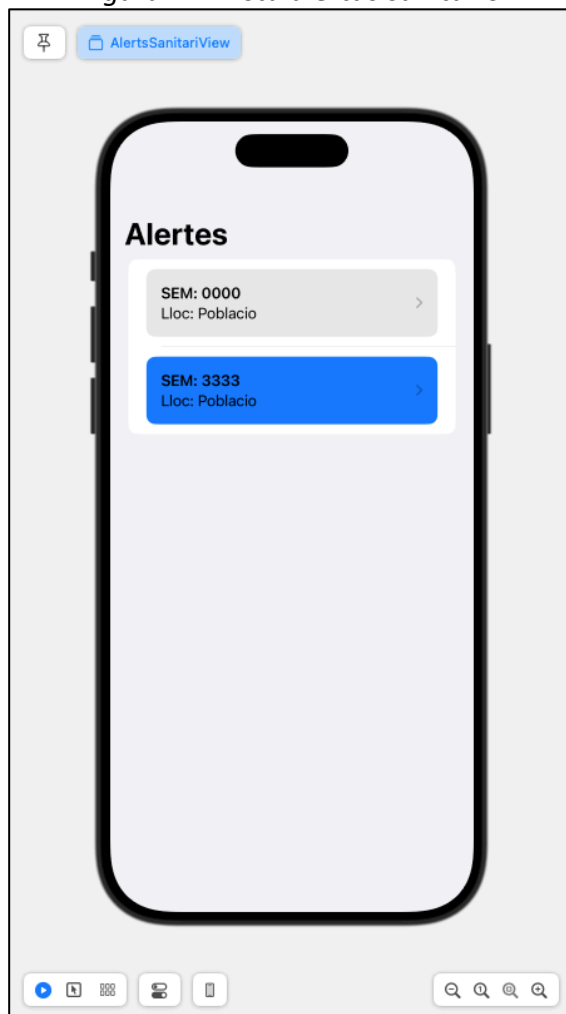 AlertsSanitariView
Alertes
SEM: 0000
Lloc: Poblacio
SEM: 3333
Lloc: Poblacio